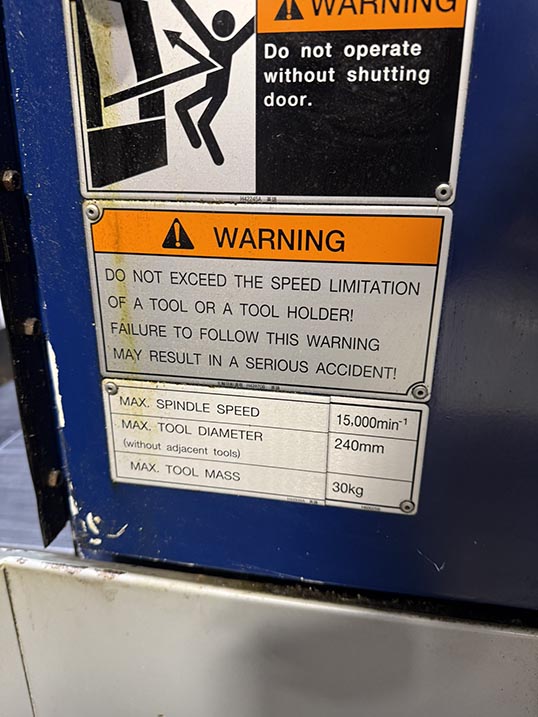 WARNING
Do not operate
without shutting
door.
WARNING
DO NOT EXCEED THE SPEED LIMITATION
OF A TOOL OR A TOOL HOLDER!
FAILURE TO FOLLOW THIS WARNING
MAY RESULT IN A SERIOUS ACCIDENT!
MAX. SPINDLE SPEED 15,000min⁻¹
MAX. TOOL DIAMETER 240mm
(without adjacent tools)
MAX. TOOL MASS 30kg